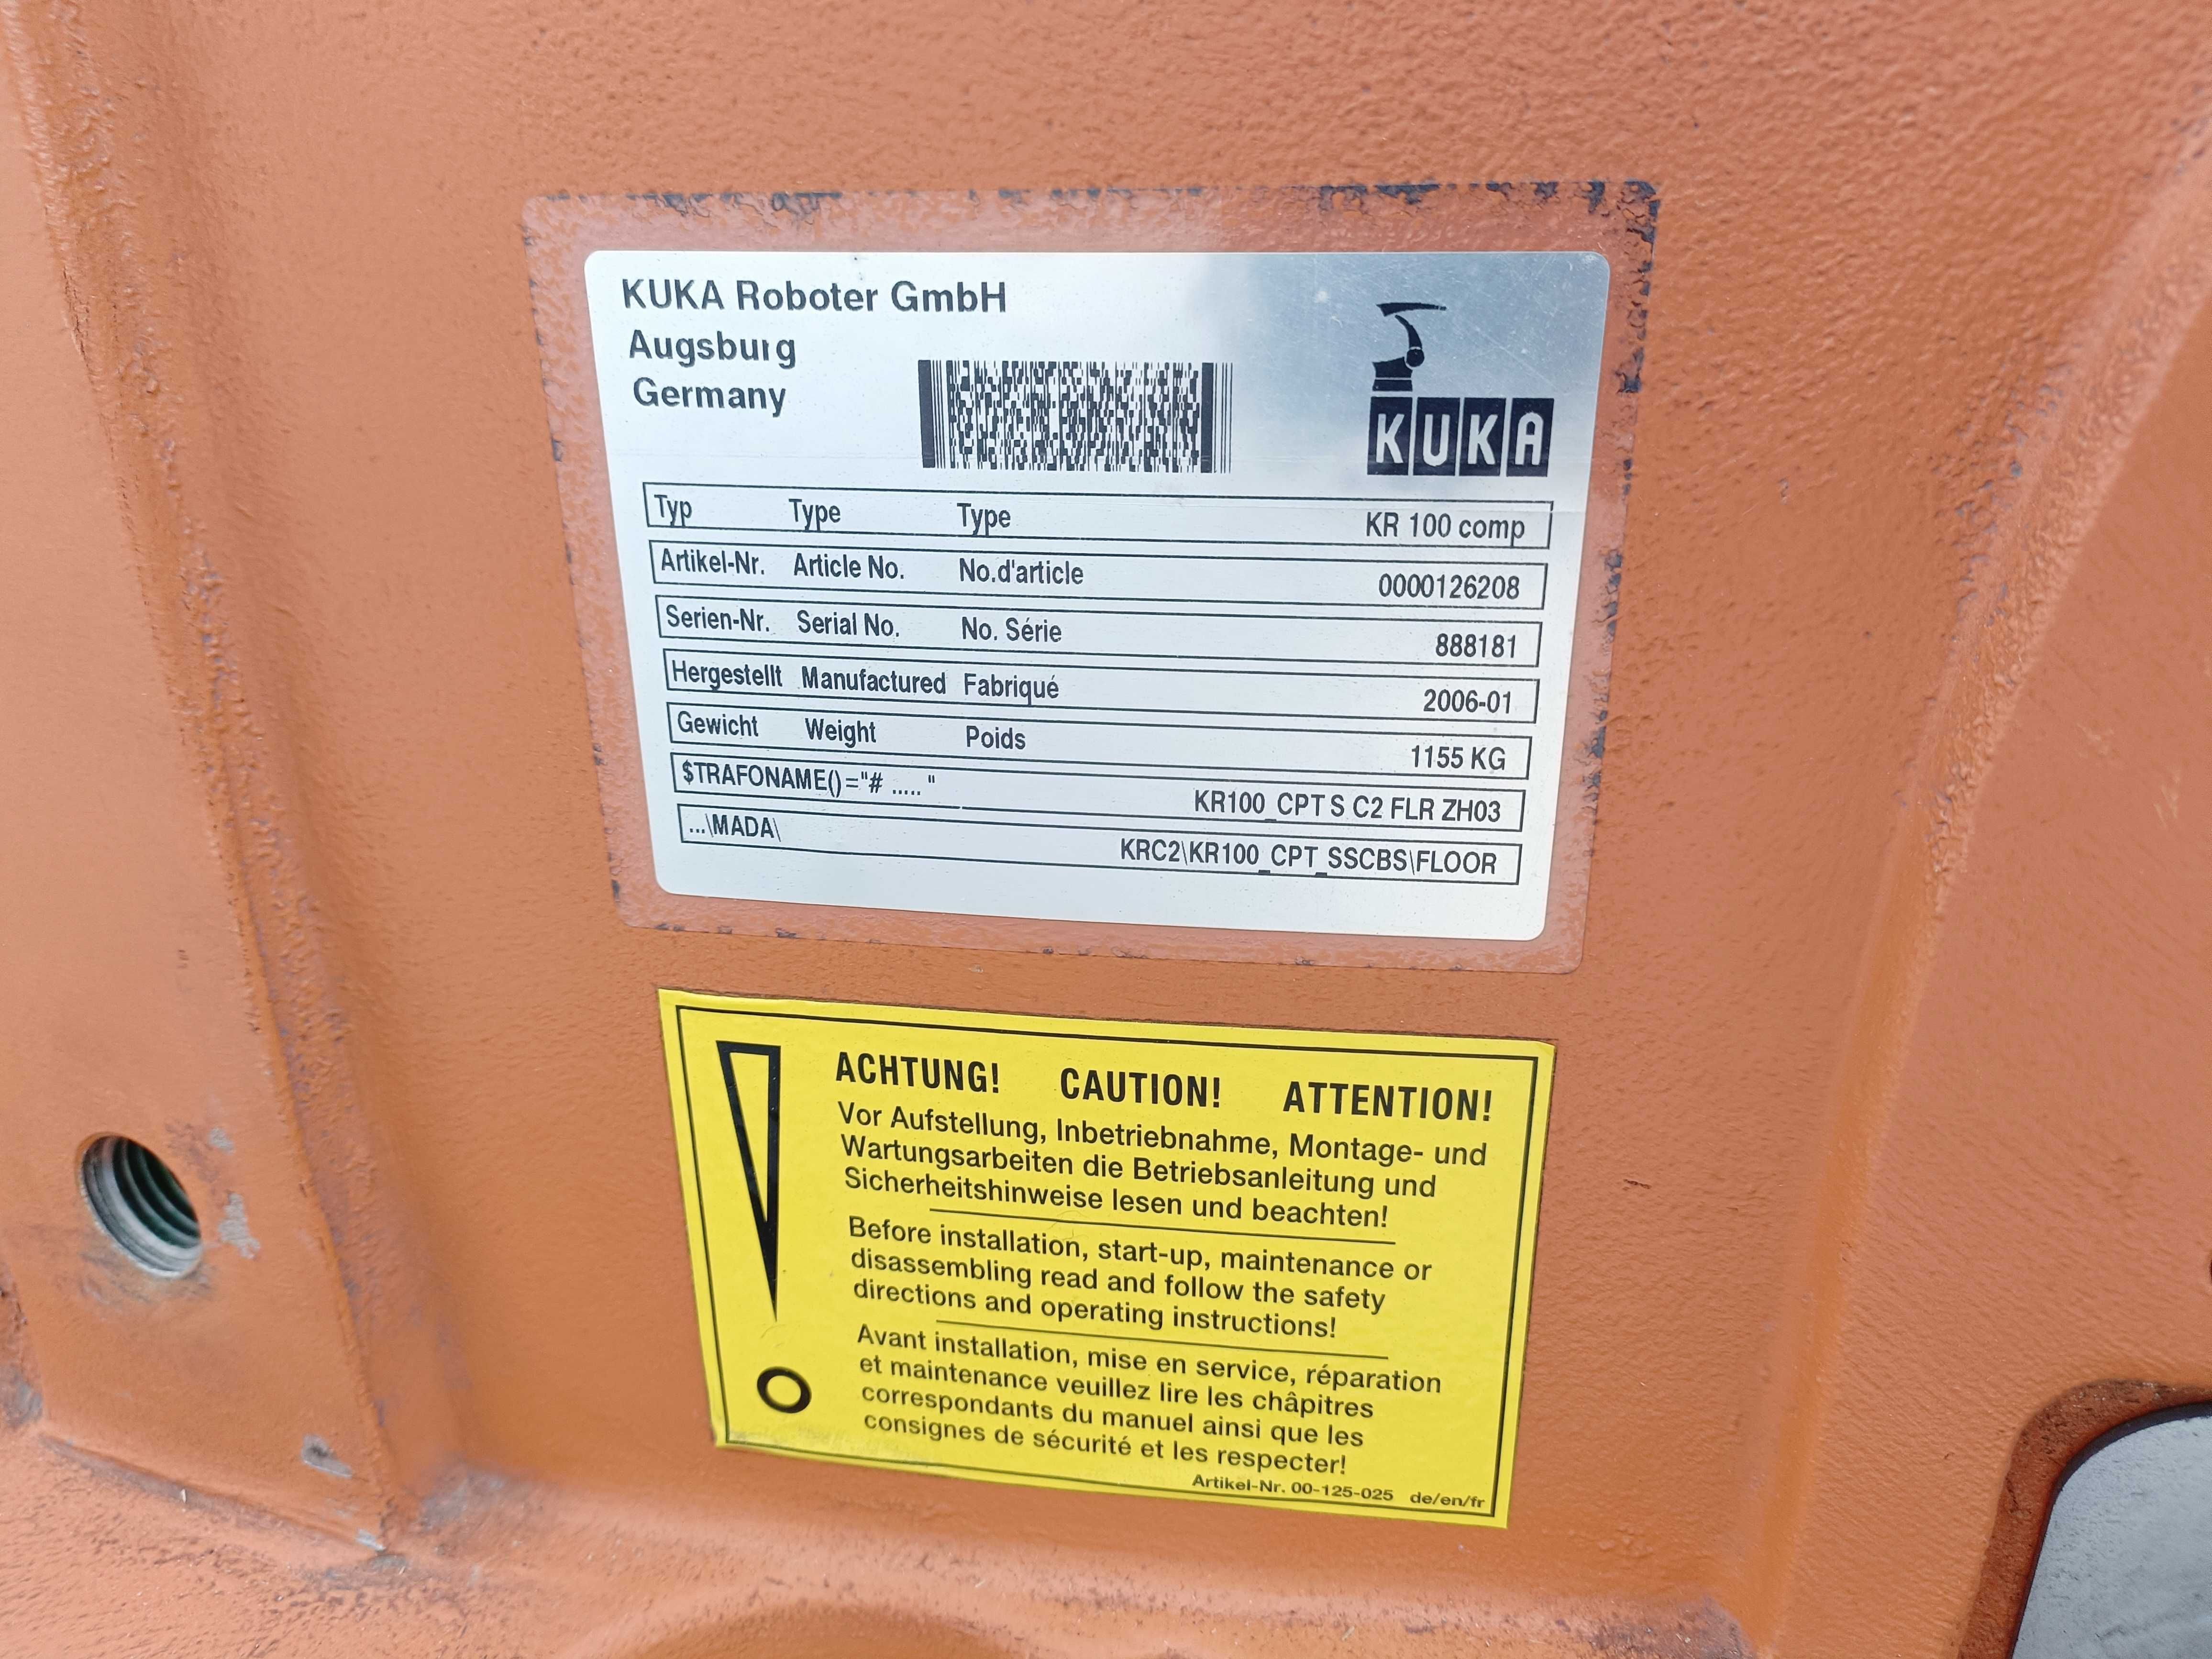 KUKA Roboter GmbH
Augsburg
Germany
KUKA
Typ Type Type KR 100 comp
Artikel-Nr. Article No. No.d'article 0000126208
Serien-Nr. Serial No. No. Série 888181
Hergestellt Manufactured Fabriqué 2006-01
Gewicht Weight Poids 1155 KG
$TRAFONAME()="# ..... " KR100_CPT S C2 FLR ZH03
...\MADA\ KRC2\KR100_CPT_SSCBS\FLOOR
ACHTUNG! CAUTION! ATTENTION!
Vor Aufstellung, Inbetriebnahme, Montage- und
Wartungsarbeiten die Betriebsanleitung und
Sicherheitshinweise lesen und beachten!
Before installation, start-up, maintenance or
disassembling read and follow the safety
directions and operating instructions!
Avant installation, mise en service, réparation
et maintenance veuillez lire les châpitres
correspondants du manuel ainsi que les
consignes de sécurité et les respecter!
Artikel-Nr. 00-125-025 de/en/fr